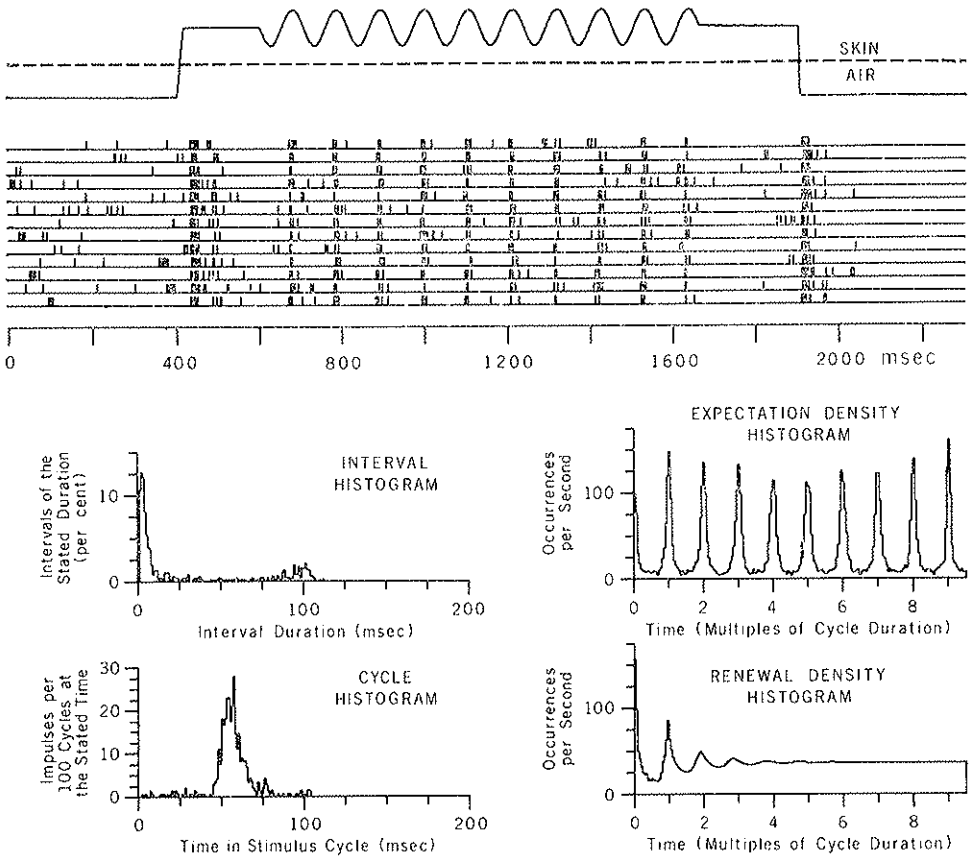 SKIN
AIR
0 400 800 1200 1600 2000 msec
INTERVAL
HISTOGRAM
Intervals of the
Stated Duration
(per cent)
10
0
0 100 200
Interval Duration (msec)
EXPECTATION DENSITY
HISTOGRAM
Occurrences
per Second
100
0
0 2 4 6 8
Time (Multiples of Cycle Duration)
CYCLE
HISTOGRAM
Impulses per
100 Cycles at
the Stated Time
30
20
10
0
0 100 200
Time in Stimulus Cycle (msec)
RENEWAL DENSITY
HISTOGRAM
Occurrences
per Second
100
0
0 2 4 6 8
Time (Multiples of Cycle Duration)